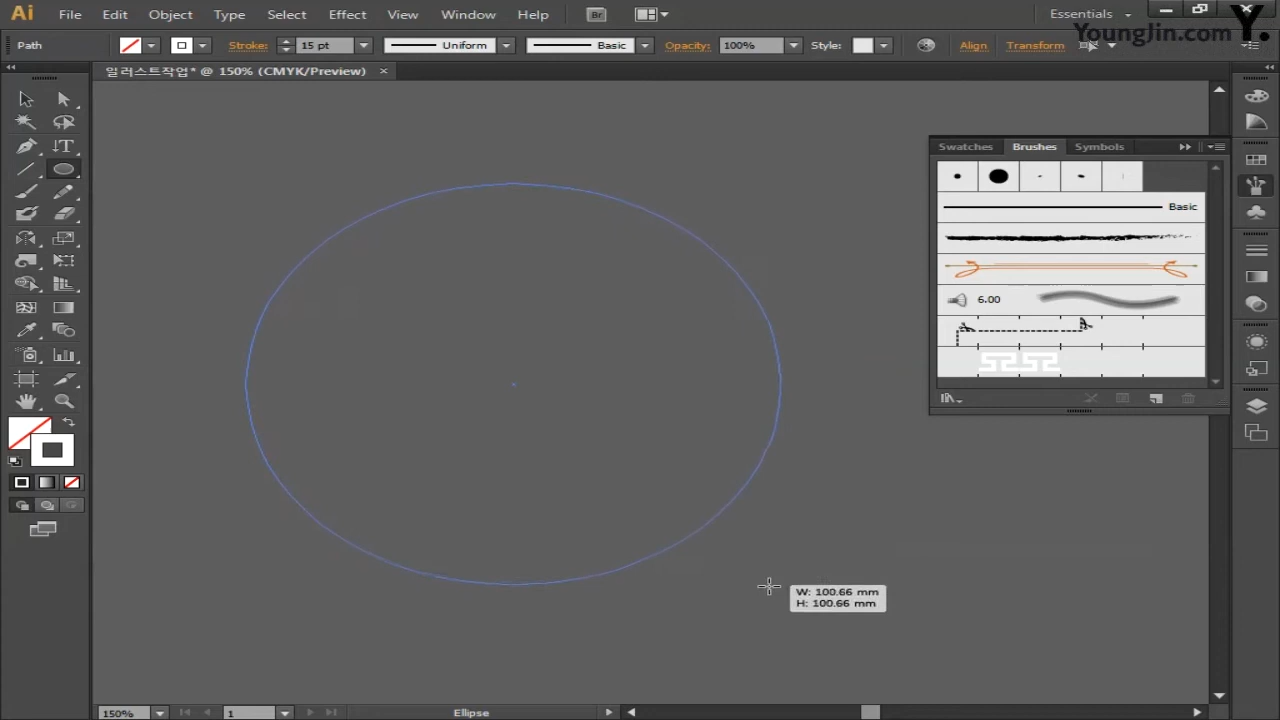 Ai File Edit Object Type Select Effect View Window Help Br Essentials
YoungJin.com Y.
Path Stroke: 15 pt Uniform Basic Opacity: 100% Style: Align Transform
일러스트작업* @ 150% (CMYK/Preview) ×
Swatches Brushes Symbols
Basic
6.00
W: 100.66 mm
H: 100.66 mm
150% 1 Ellipse